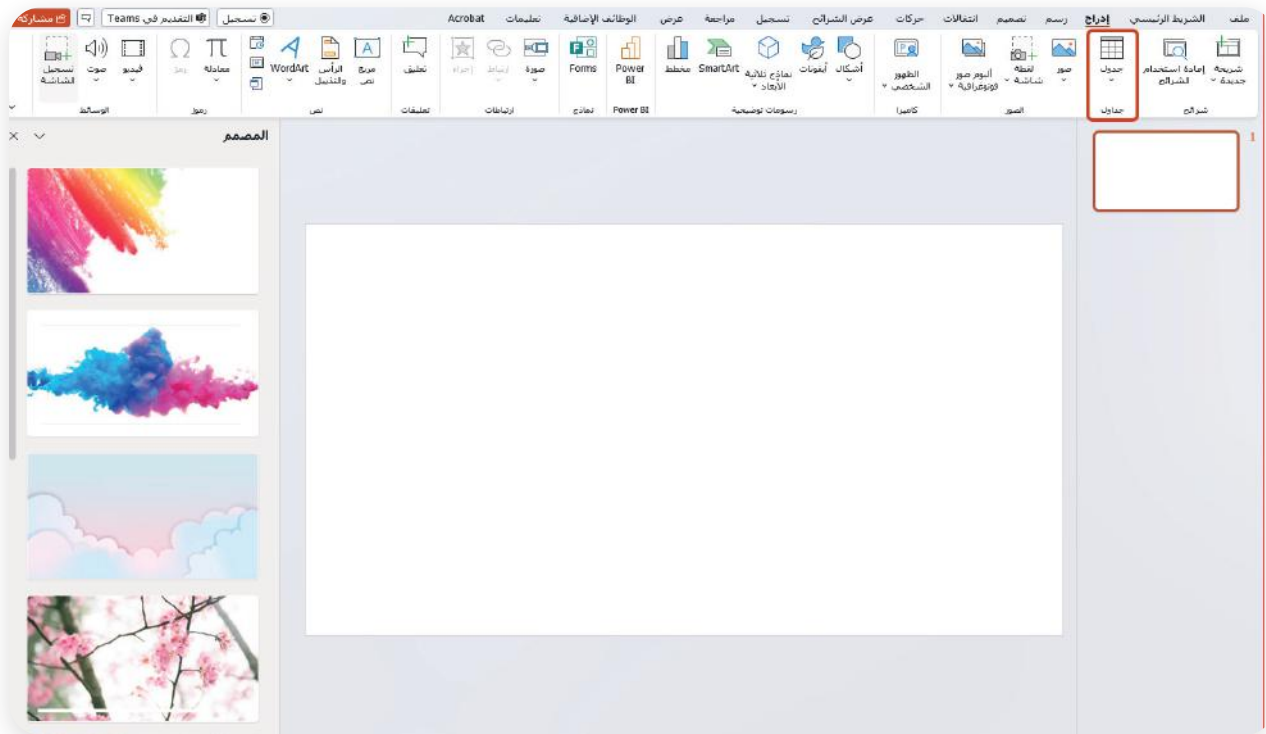 ملف الشريط الرئيسي إدراج رسم تصميم انتقالات حركات عرض الشرائح تسجيل مراجعة عرض الوظائف الإضافية تعليمات Acrobat
تسجيل التقديم في Teams مشاركة
شريحة جديدة
إعادة استخدام الشرائح
جدول
صور
لقطة شاشة
ألبوم صور فوتوغرافية
الظهور الشخصي
أشكال
أيقونات
نماذج ثلاثية الأبعاد
SmartArt
مخطط
Power BI
Forms
صورة
ارتباط
إجراء
تعليق
مربع نص
الرأس والتذييل
WordArt
معادلة
رمز
فيديو
صوت
تسجيل الشاشة
شرائح جداول الصور كاميرا رسومات توضيحية Power BI نماذج ارتباطات تعليقات نص رموز الوسائط
1
المصمم